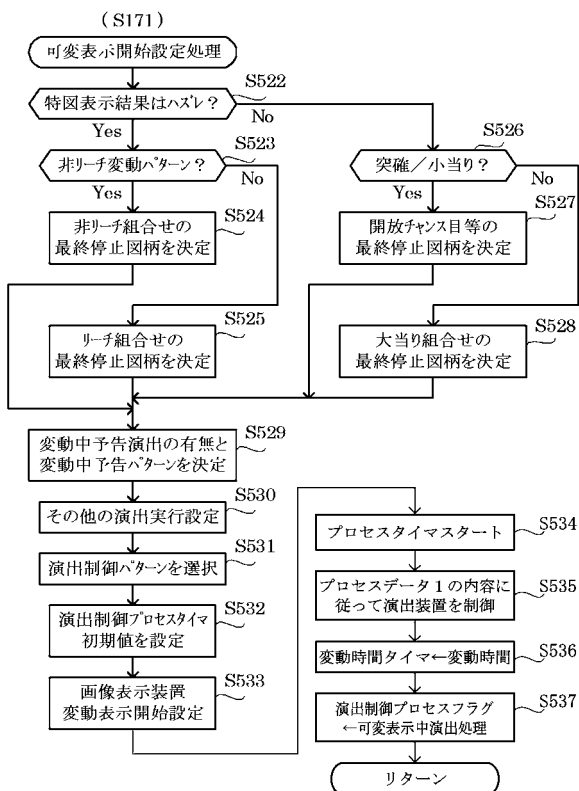 (S171)
可変表示開始設定処理
S522
特図表示結果はハズレ?
Yes
No
S523
非リーチ変動パターン?
Yes
No
S524
非リーチ組合せの
最終停止図柄を決定
S525
リーチ組合せの
最終停止図柄を決定
S526
突確/小当り?
Yes
No
S527
開放チャンス目等の
最終停止図柄を決定
S528
大当り組合せの
最終停止図柄を決定
S529
変動中予告演出の有無と
変動中予告パターンを決定
S530
その他の演出実行設定
S531
演出制御パターンを選択
S532
演出制御プロセスタイマ
初期値を設定
S533
画像表示装置
変動表示開始設定
S534
プロセスタイマスタート
S535
プロセスデータ1の内容に
従って演出装置を制御
S536
変動時間タイマ←変動時間
S537
演出制御プロセスフラグ
←可変表示中演出処理
リターン